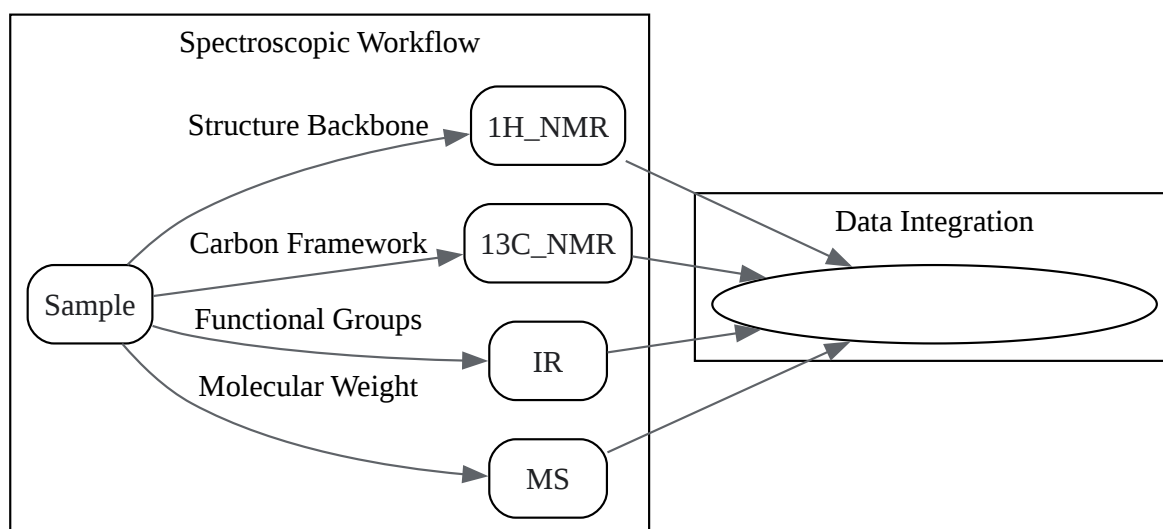 Spectroscopic Workflow
Structure Backbone
1H_NMR
Carbon Framework
13C_NMR
Data Integration
Sample
Functional Groups
IR
Molecular Weight
MS